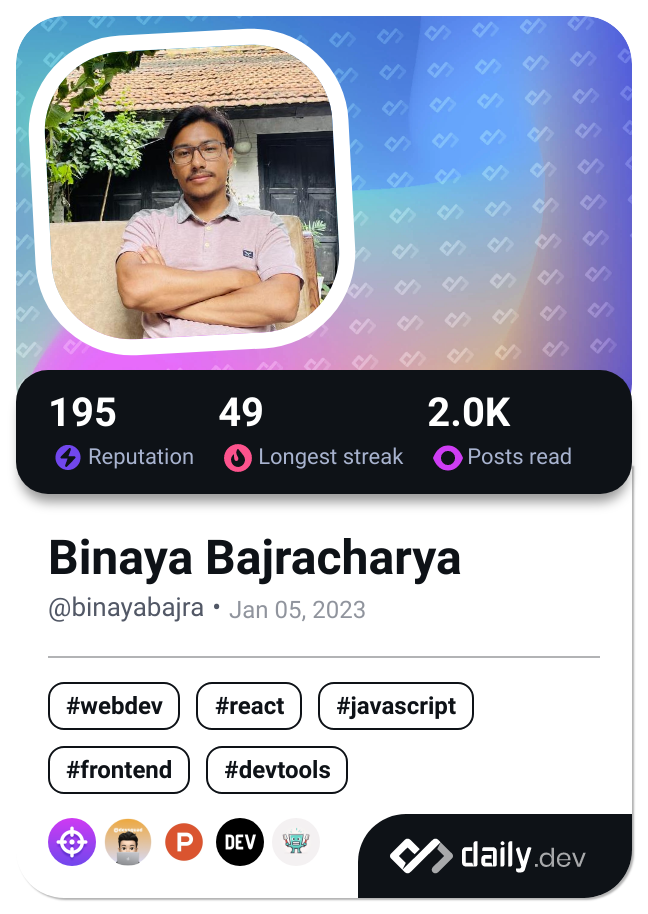 195 49 2.0K
Reputation Longest streak Posts read
Binaya Bajracharya
@binayabajra • Jan 05, 2023
#webdev #react #javascript
#frontend #devtools
P DEV
daily.dev